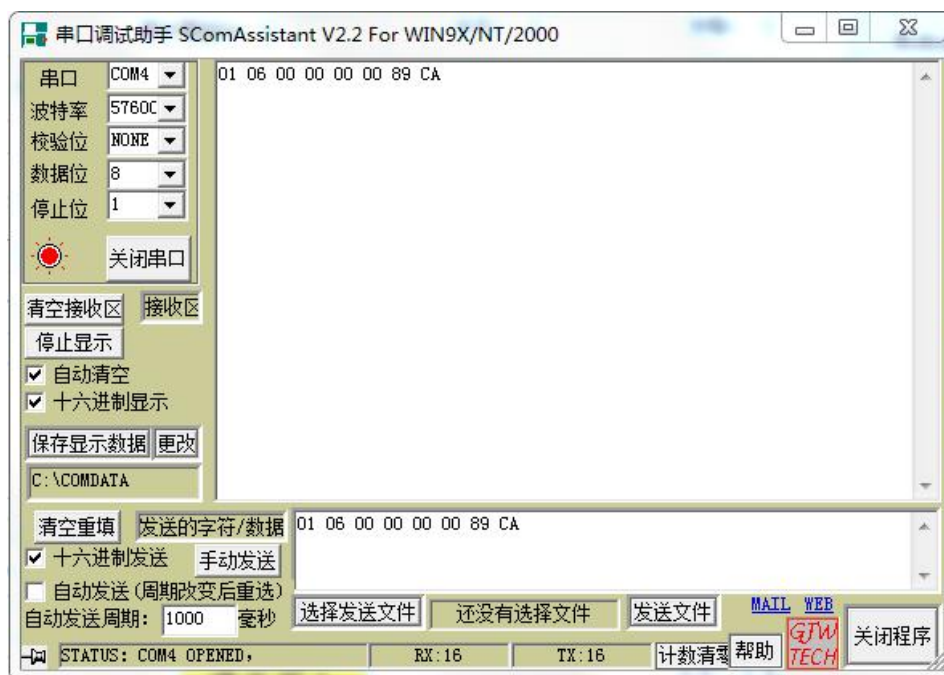 串口调试助手 SComAssistant V2.2 For WIN9X/NT/2000
串口 COM4
波特率 57600
校验位 NONE
数据位 8
停止位 1
关闭串口
清空接收区 接收区
停止显示
自动清空
十六进制显示
保存显示数据 更改
C:\COMDATA
01 06 00 00 00 00 89 CA
清空重填 发送的字符/数据 01 06 00 00 00 00 89 CA
十六进制发送 手动发送
自动发送(周期改变后重选)
自动发送周期: 1000 毫秒 选择发送文件 还没有选择文件 发送文件 MAIL WEB
STATUS: COM4 OPENED, RX:16 TX:16 计数清零 帮助 GJW TECH 关闭程序